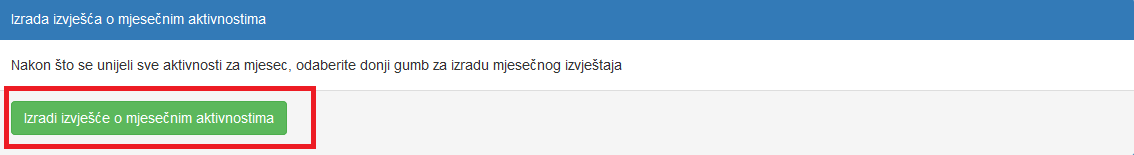 Izrada izvješća o mjesečnim aktivnostima
Nakon što se unijeli sve aktivnosti za mjesec, odaberite donji gumb za izradu mjesečnog izvještaja
Izradi izvješće o mjesečnim aktivnostima